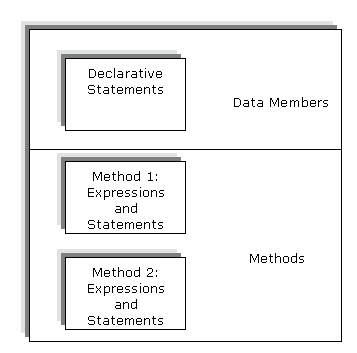 Declarative
Statements
Data Members
Method 1:
Expressions
and
Statements
Methods
Method 2:
Expressions
and
Statements